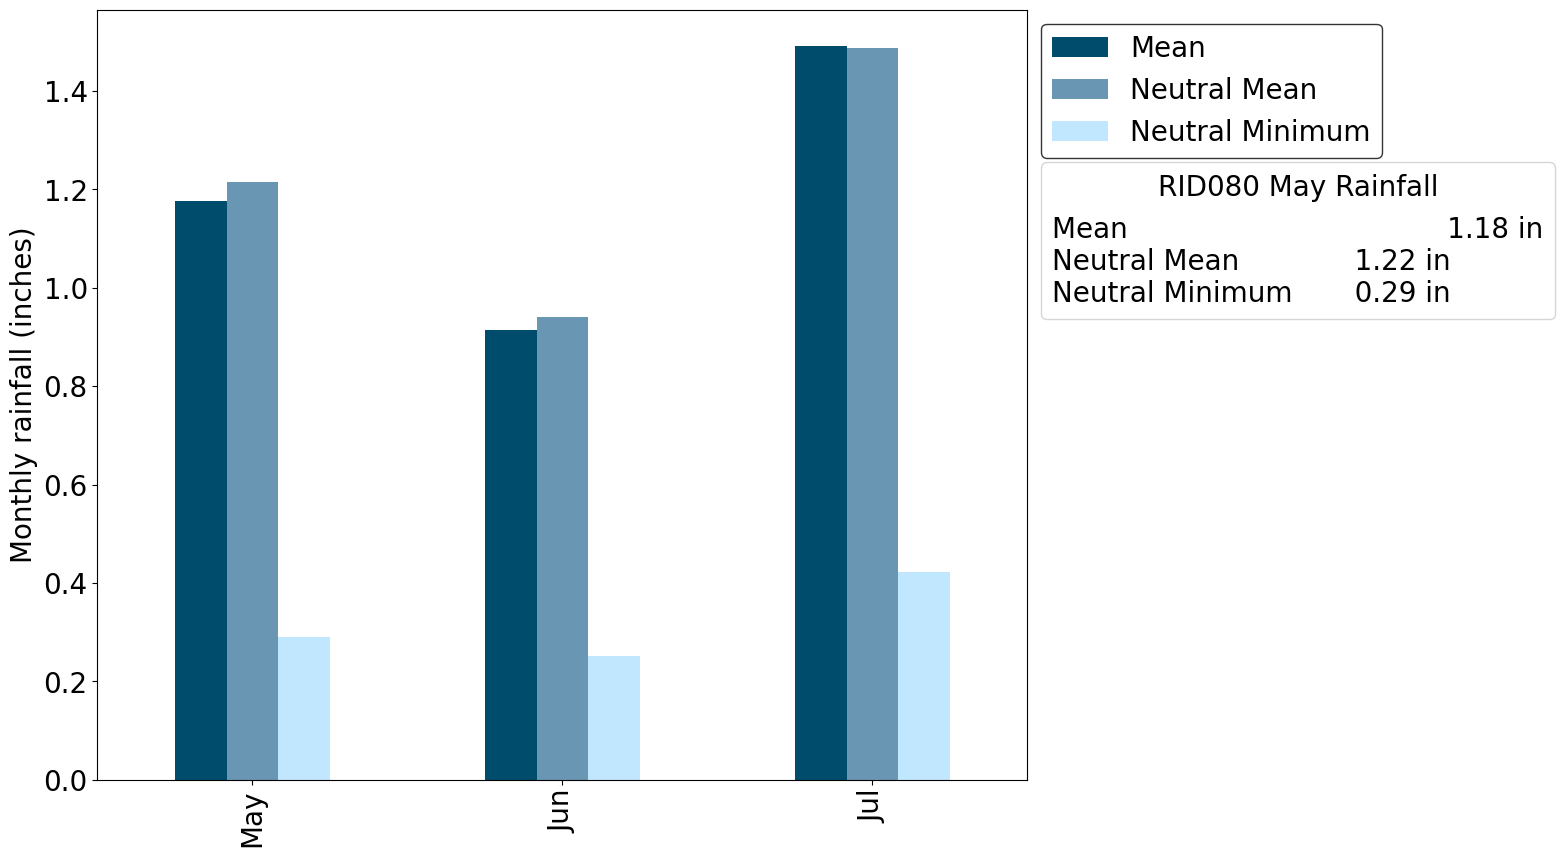 Monthly rainfall (inches)
1.4
1.2
1.0
0.8
0.6
0.4
0.2
0.0
May
Jun
Jul
Mean
Neutral Mean
Neutral Minimum
RID080 May Rainfall
Mean 1.18 in
Neutral Mean 1.22 in
Neutral Minimum 0.29 in